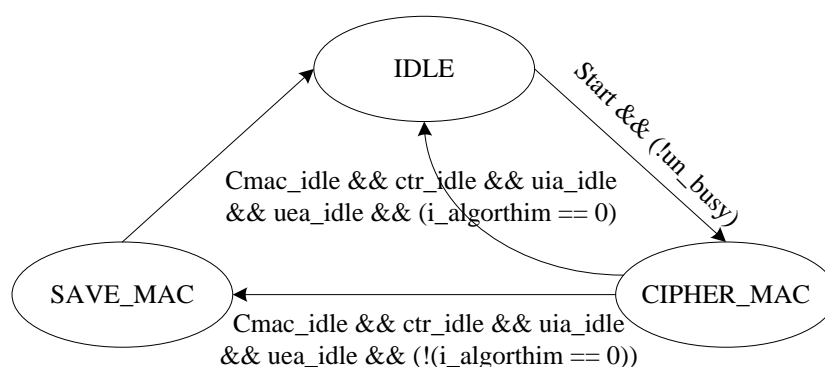 IDLE
Start && (!un_busy)
Cmac_idle && ctr_idle && uia_idle
&& uea_idle && (i_algorthim == 0)
SAVE_MAC
CIPHER_MAC
Cmac_idle && ctr_idle && uia_idle
&& uea_idle && (!(i_algorthim == 0))